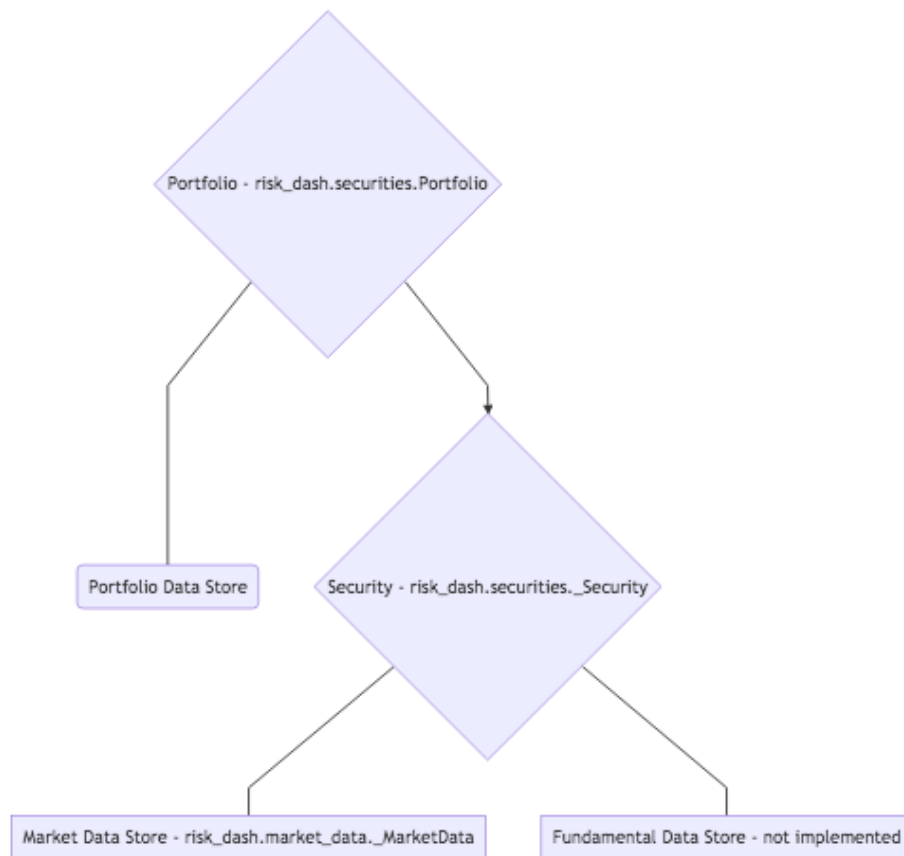 Portfolio - risk_dash.securities.Portfolio
Portfolio Data Store
Security - risk_dash.securities._Security
Market Data Store - risk_dash.market_data._MarketData
Fundamental Data Store - not implemented